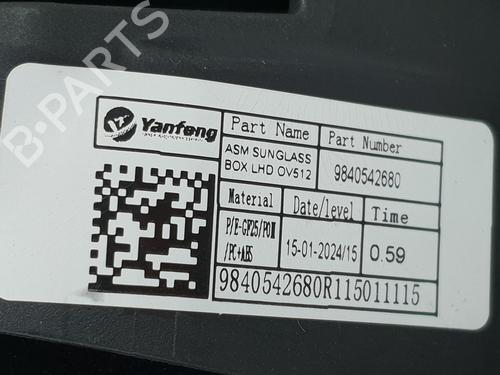 B-PARTS
Yanfeng
Part Name
Part Number
ASM SUNGLASS
BOX LHD OV512
9840542680
Material
Date/level
Time
P/E-GF25/POM
/PC+ABS
15-01-2024/15
0.59
9840542680R115011115